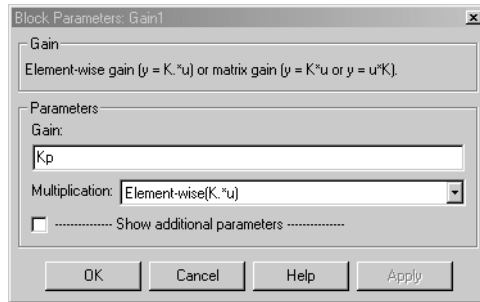 Block Parameters: Gain1
Gain
Element-wise gain (y = K.*u) or matrix gain (y = K*u or y = u*K).
Parameters
Gain:
Kp
Multiplication: Element-wise(K.*u)
-------------- Show additional parameters --------------
OK Cancel Help Apply